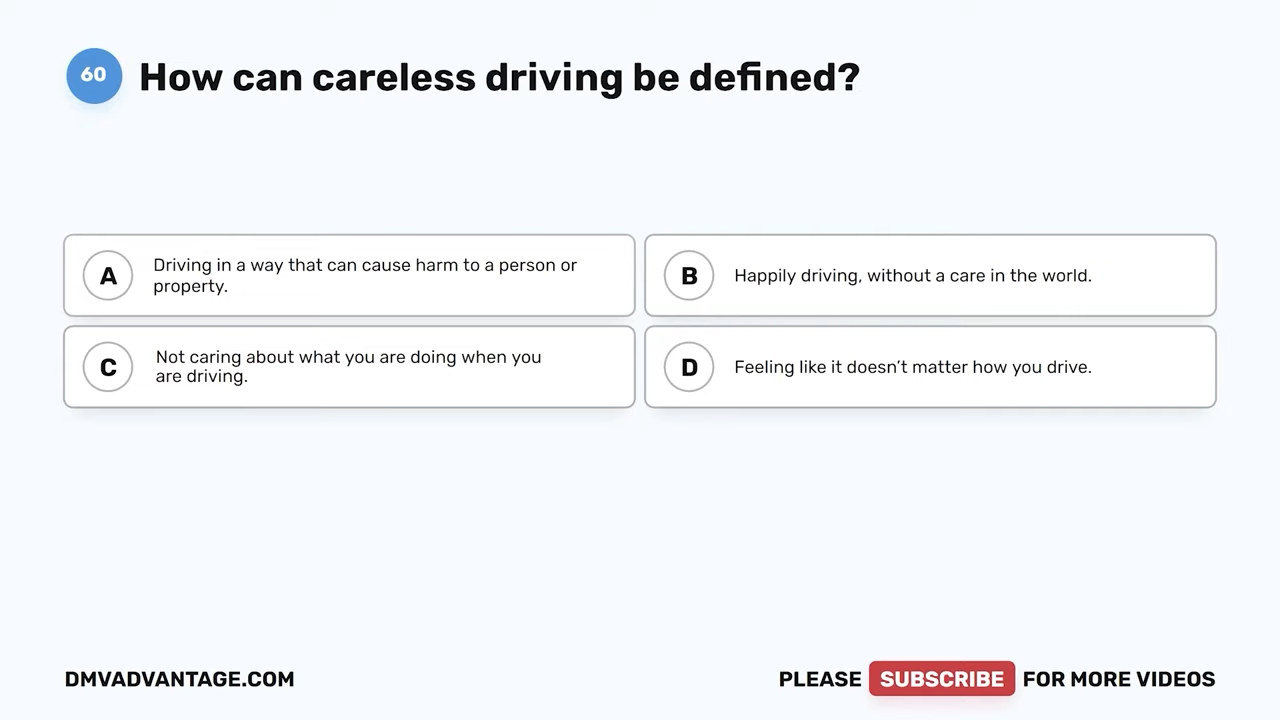 60 How can careless driving be defined?
A Driving in a way that can cause harm to a person or
property.
B Happily driving, without a care in the world.
C Not caring about what you are doing when you
are driving.
D Feeling like it doesn’t matter how you drive.
DMVADVANTAGE.COM
PLEASE SUBSCRIBE FOR MORE VIDEOS